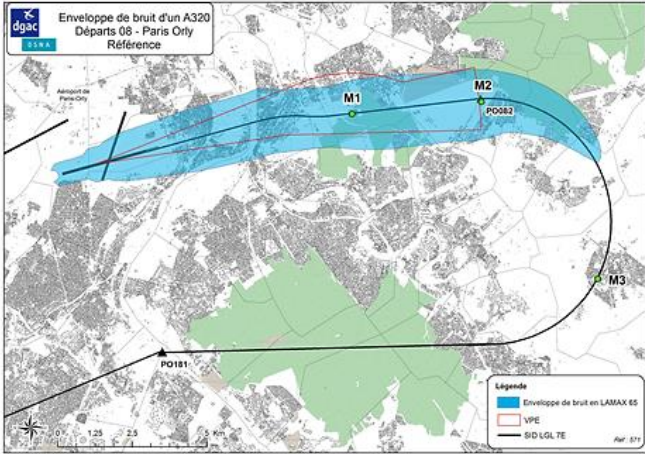 dgac
DSNA
Enveloppe de bruit d'un A320
Départs 08 - Paris Orly
Référence
Aéroport de
Paris-Orly
M1
M2
PO082
M3
PO181
0 1.25 2.5 5 Km
Légende
Enveloppe de bruit en LAMAX 65
VPE
SID LGL 7E
Ref : 571